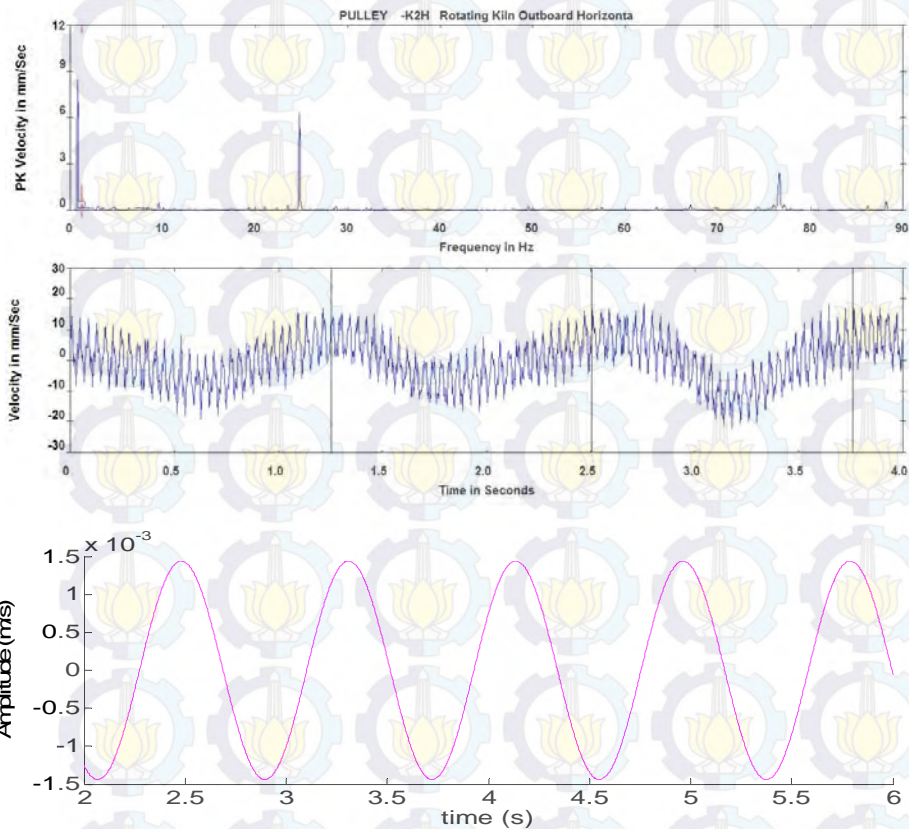 PULLEY -K2H Rotating Kiln Outboard Horizonta
PK Velocity in mm/Sec
12
9
6
3
0
0 10 20 30 40 50 60 70 80 90
Frequency in Hz
Velocity in mm/Sec
30
20
10
0
-10
-20
-30
0 0.5 1.0 1.5 2.0 2.5 3.0 3.5 4.0
Time in Seconds
x 10-3
Amplitude (m/s)
1.5
1
0.5
0
-0.5
-1
-1.5
2 2.5 3 3.5 4 4.5 5 5.5 6
time (s)